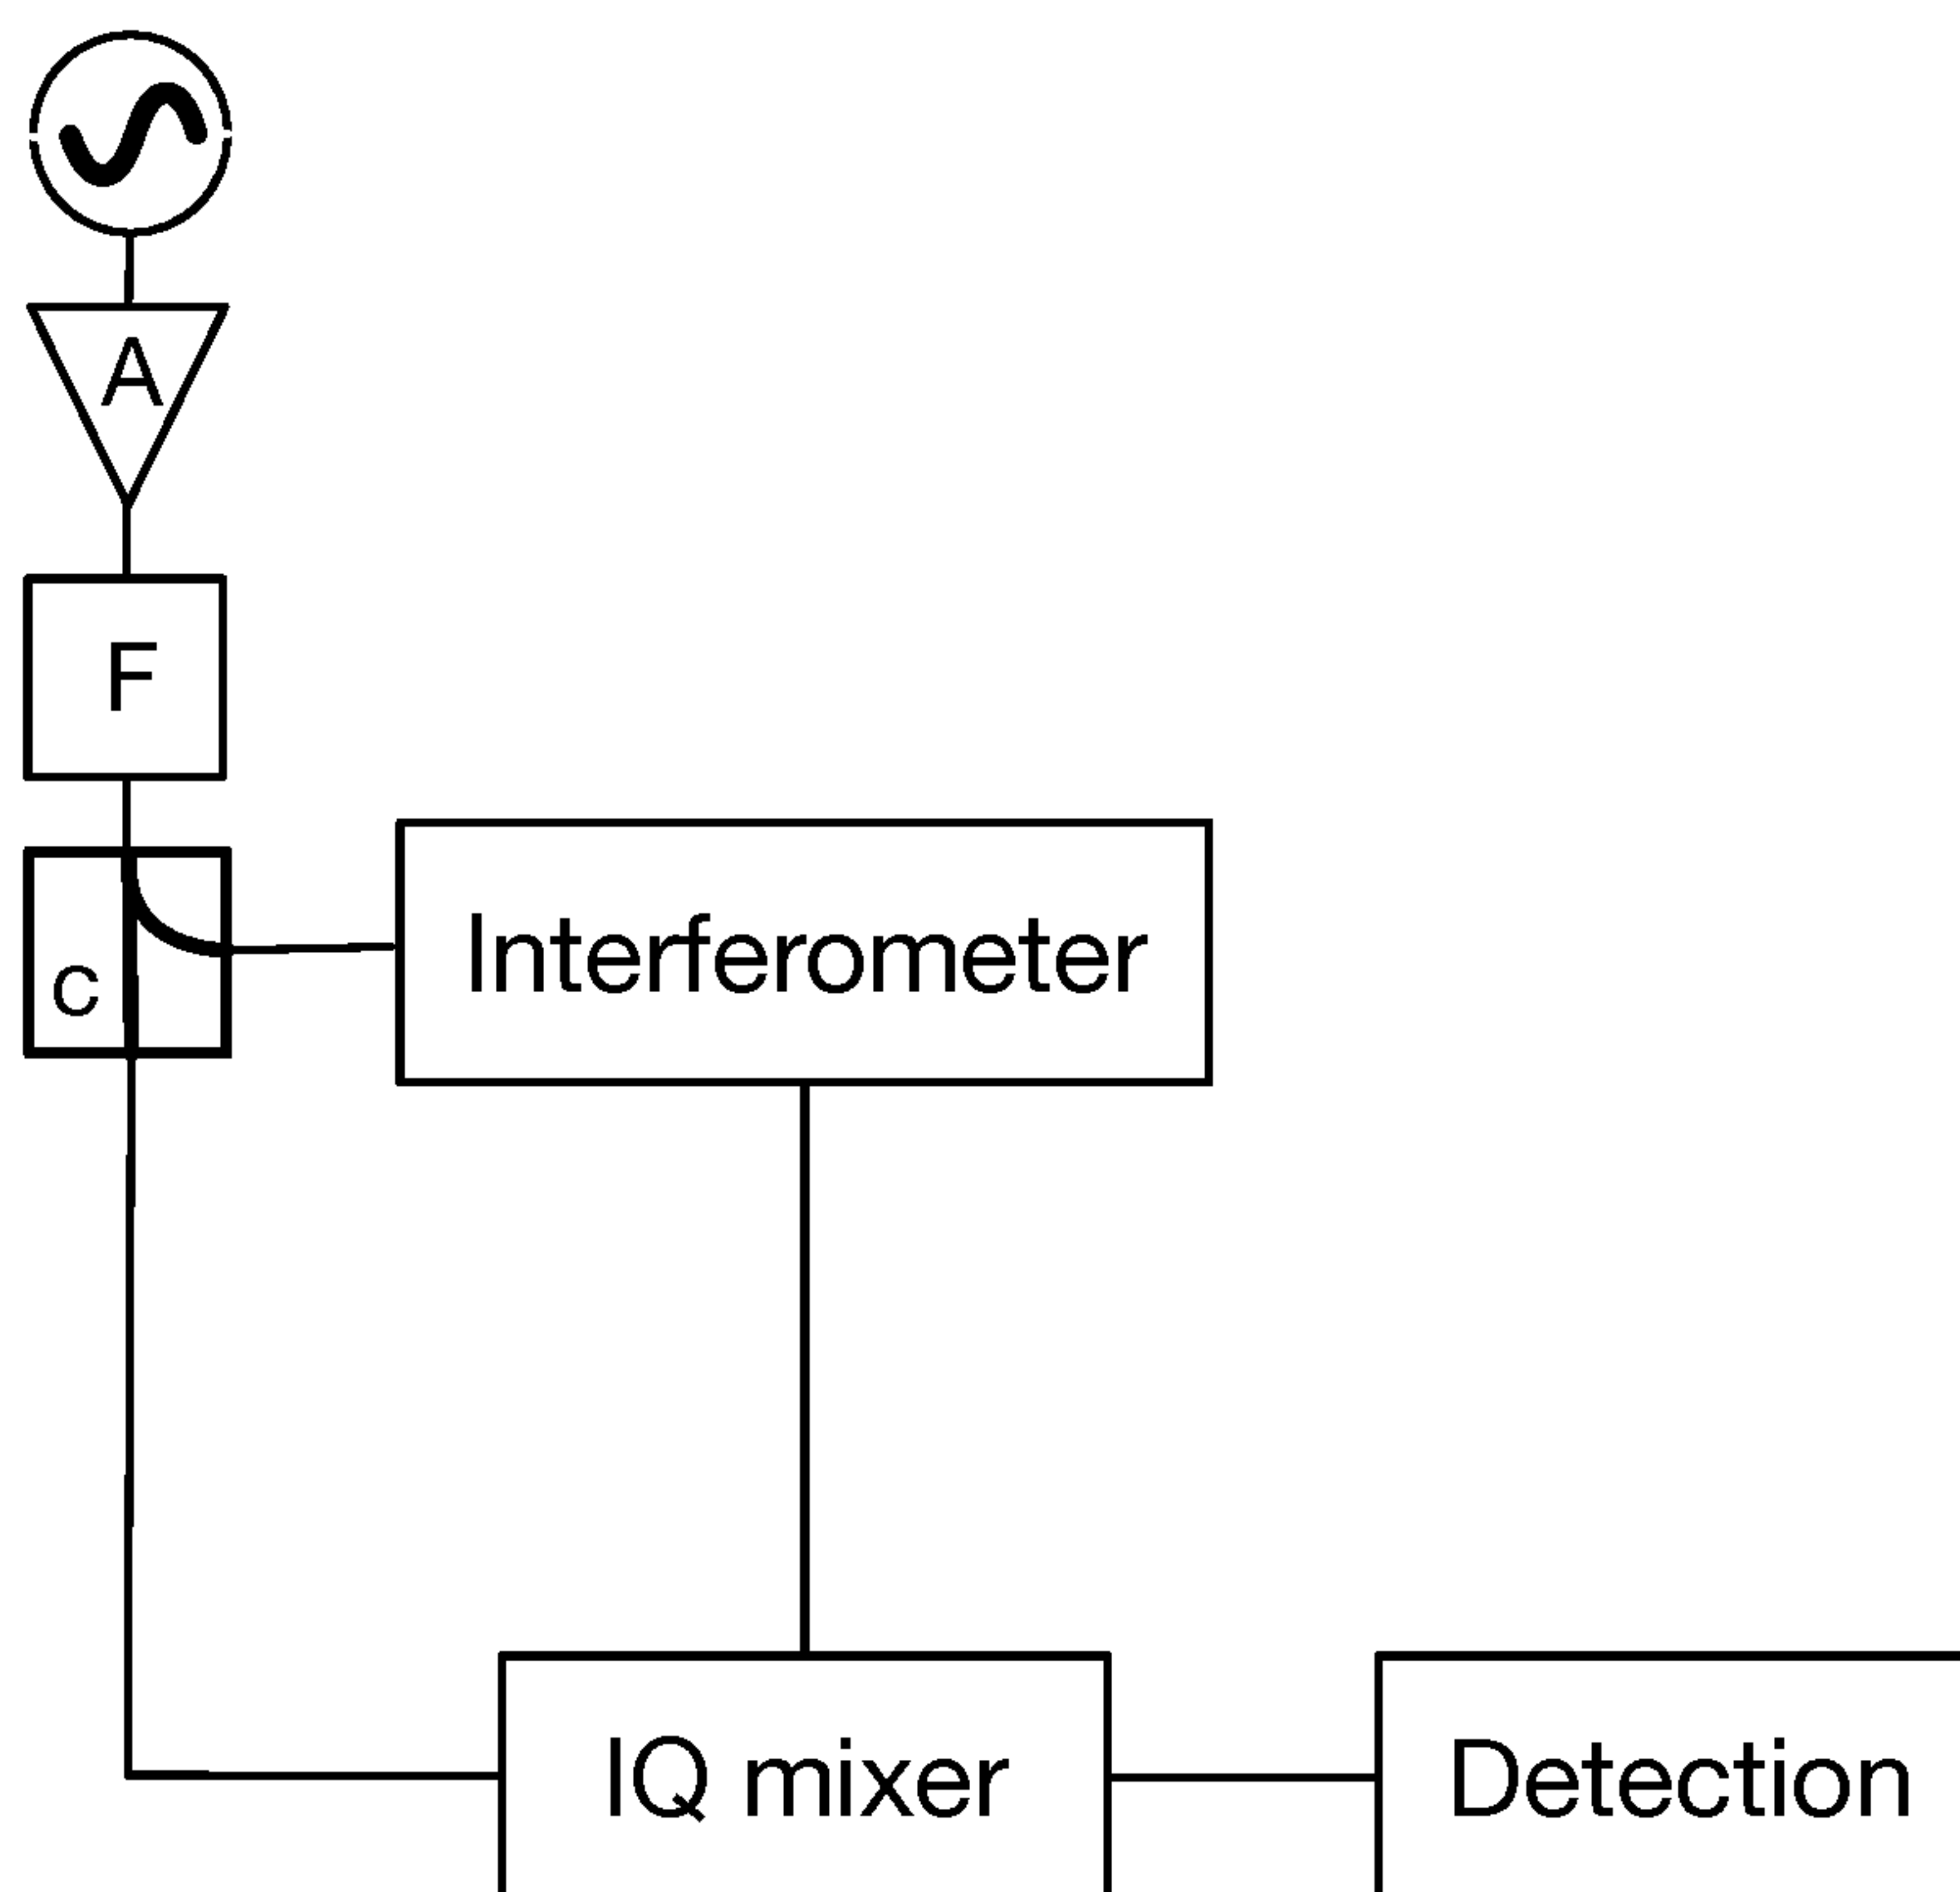 A
F
c
Interferometer
IQ mixer
Detection